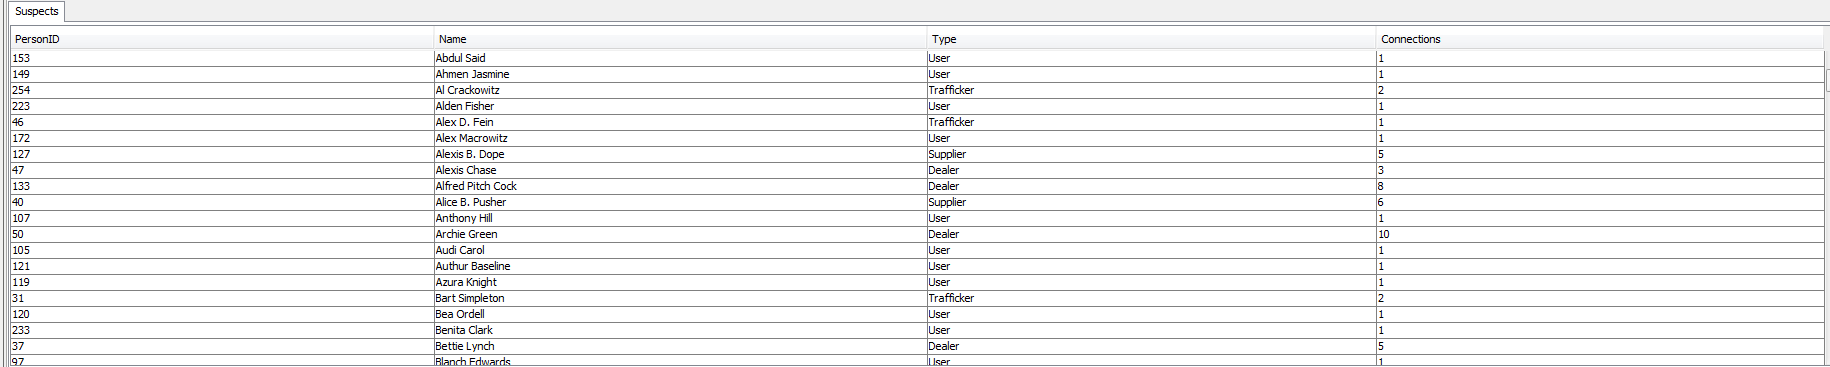 Suspects
PersonID Name Type Connections
153 Abdul Said User 1
149 Ahmen Jasmine User 1
254 Al Crackowitz Trafficker 2
223 Alden Fisher User 1
46 Alex D. Fein Trafficker 1
172 Alex Macrowitz User 1
127 Alexis B. Dope Supplier 5
47 Alexis Chase Dealer 3
133 Alfred Pitch Cock Dealer 8
40 Alice B. Pusher Supplier 6
107 Anthony Hill User 1
50 Archie Green Dealer 10
105 Audi Carol User 1
121 Authur Baseline User 1
119 Azura Knight User 1
31 Bart Simpleton Trafficker 2
120 Bea Ordell User 1
233 Benita Clark User 1
37 Bettie Lynch Dealer 5
97 Blanch Edwards User 1